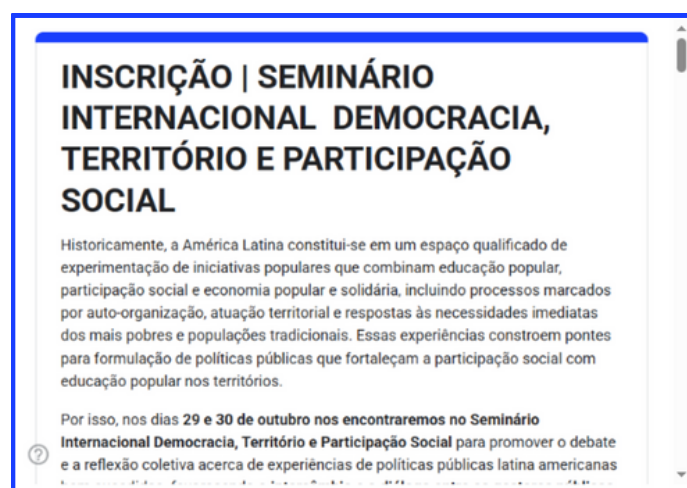 INSCRIÇÃO | SEMINÁRIO
INTERNACIONAL DEMOCRACIA,
TERRITÓRIO E PARTICIPAÇÃO
SOCIAL
Historicamente, a América Latina constitui-se em um espaço qualificado de
experimentação de iniciativas populares que combinam educação popular,
participação social e economia popular e solidária, incluindo processos marcados
por auto-organização, atuação territorial e respostas às necessidades imediatas
dos mais pobres e populações tradicionais. Essas experiências constroem pontes
para formulação de políticas públicas que fortaleçam a participação social com
educação popular nos territórios.
Por isso, nos dias 29 e 30 de outubro nos encontraremos no Seminário
Internacional Democracia, Território e Participação Social para promover o debate
e a reflexão coletiva acerca de experiências de políticas públicas latina americanas